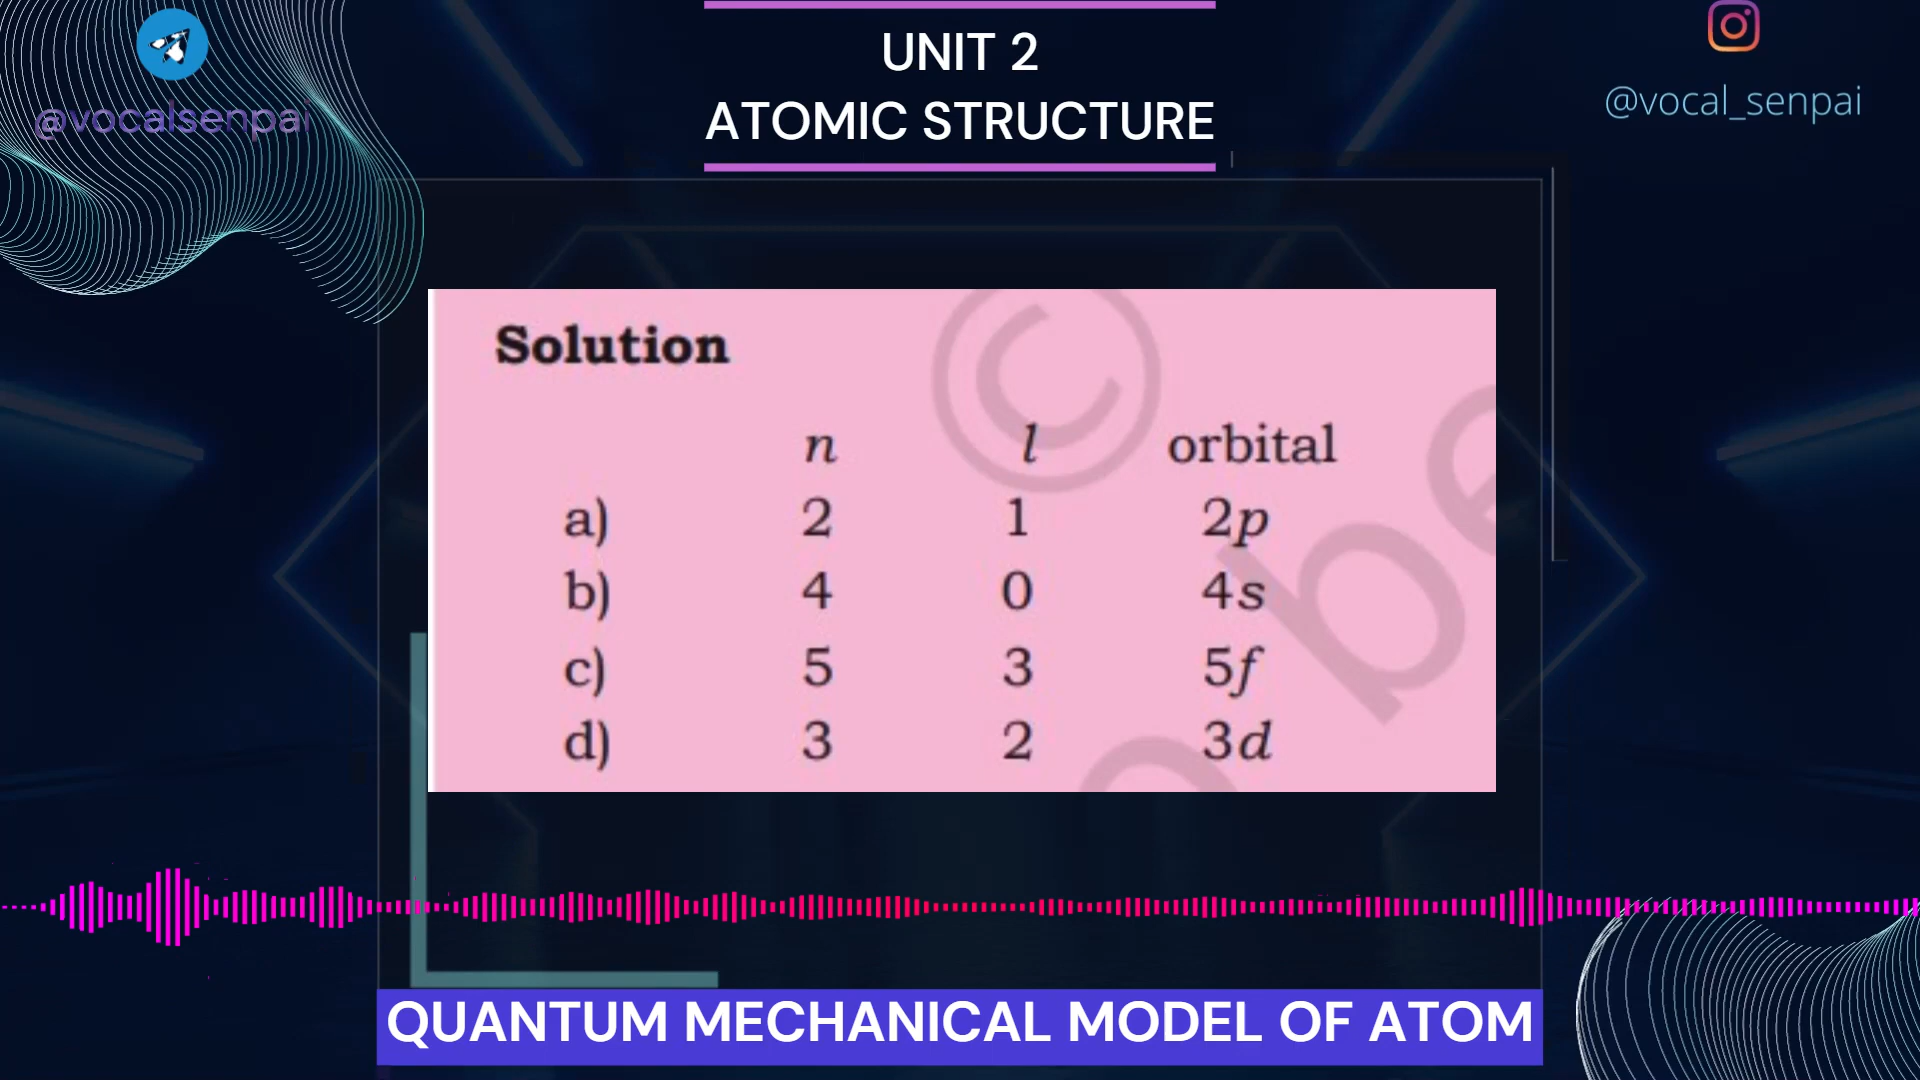 UNIT 2
ATOMIC STRUCTURE
@vocalsenpai
@vocal_senpai
Solution
n l orbital
a) 2 1 2p
b) 4 0 4s
c) 5 3 5f
d) 3 2 3d
© be
QUANTUM MECHANICAL MODEL OF ATOM